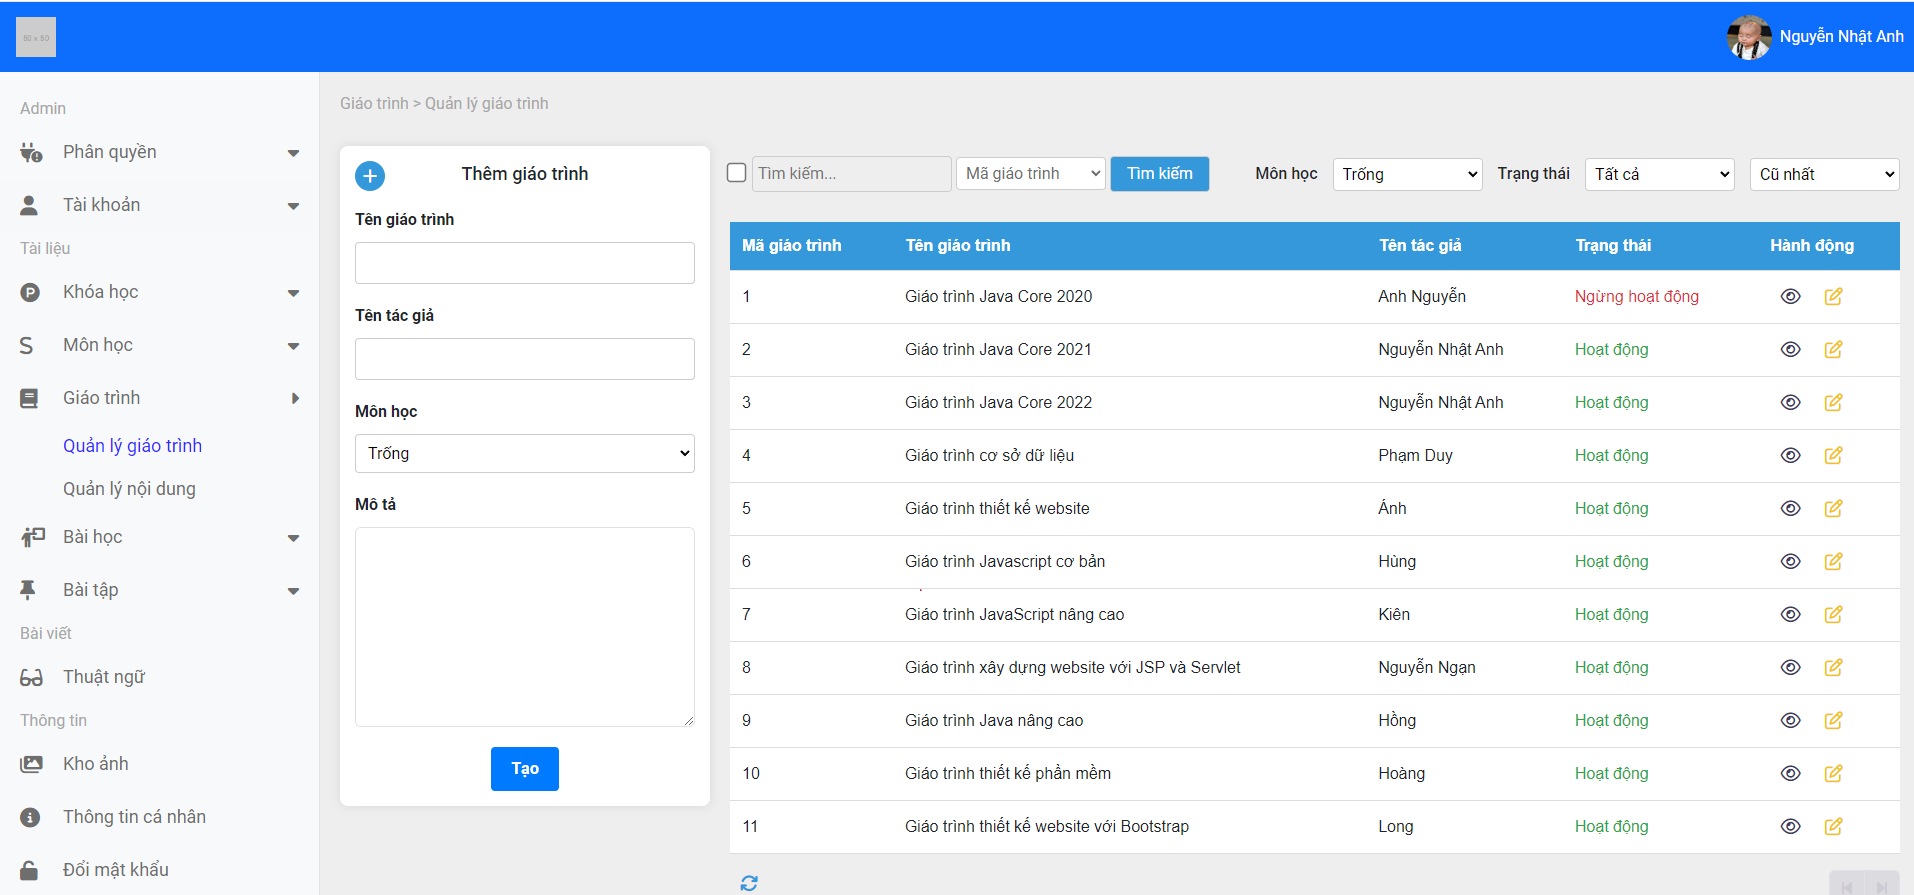 50 x 50
Nguyễn Nhật Anh
Admin
Phân quyền
Tài khoản
Tài liệu
Khóa học
Môn học
Giáo trình
Quản lý giáo trình
Quản lý nội dung
Bài học
Bài tập
Bài viết
Thuật ngữ
Thông tin
Kho ảnh
Thông tin cá nhân
Đổi mật khẩu
Giáo trình > Quản lý giáo trình
Thêm giáo trình
Tên giáo trình
Tên tác giả
Môn học
Trống
Mô tả
Tạo
Tìm kiếm... Mã giáo trình Tìm kiếm Môn học Trống Trạng thái Tất cả Cũ nhất
Mã giáo trình Tên giáo trình Tên tác giả Trạng thái Hành động
1 Giáo trình Java Core 2020 Anh Nguyễn Ngừng hoạt động
2 Giáo trình Java Core 2021 Nguyễn Nhật Anh Hoạt động
3 Giáo trình Java Core 2022 Nguyễn Nhật Anh Hoạt động
4 Giáo trình cơ sở dữ liệu Phạm Duy Hoạt động
5 Giáo trình thiết kế website Ánh Hoạt động
6 Giáo trình Javascript cơ bản Hùng Hoạt động
7 Giáo trình JavaScript nâng cao Kiên Hoạt động
8 Giáo trình xây dựng website với JSP và Servlet Nguyễn Ngạn Hoạt động
9 Giáo trình Java nâng cao Hồng Hoạt động
10 Giáo trình thiết kế phần mềm Hoàng Hoạt động
11 Giáo trình thiết kế website với Bootstrap Long Hoạt động